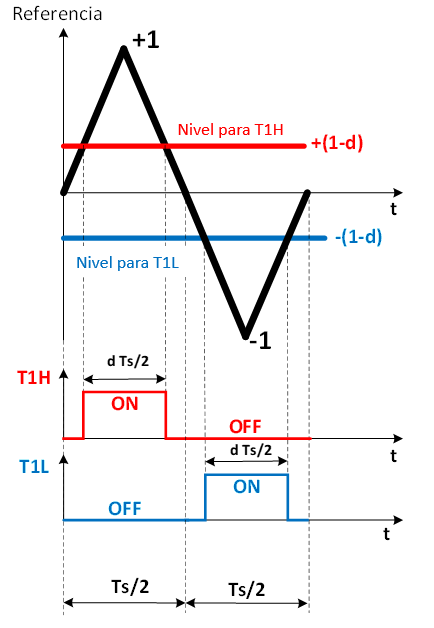 Referencia
+1
Nivel para T1H
+(1-d)
t
-(1-d)
Nivel para T1L
-1
d Ts/2
T1H
ON
OFF
t
d Ts/2
T1L
ON
OFF
t
Ts/2
Ts/2